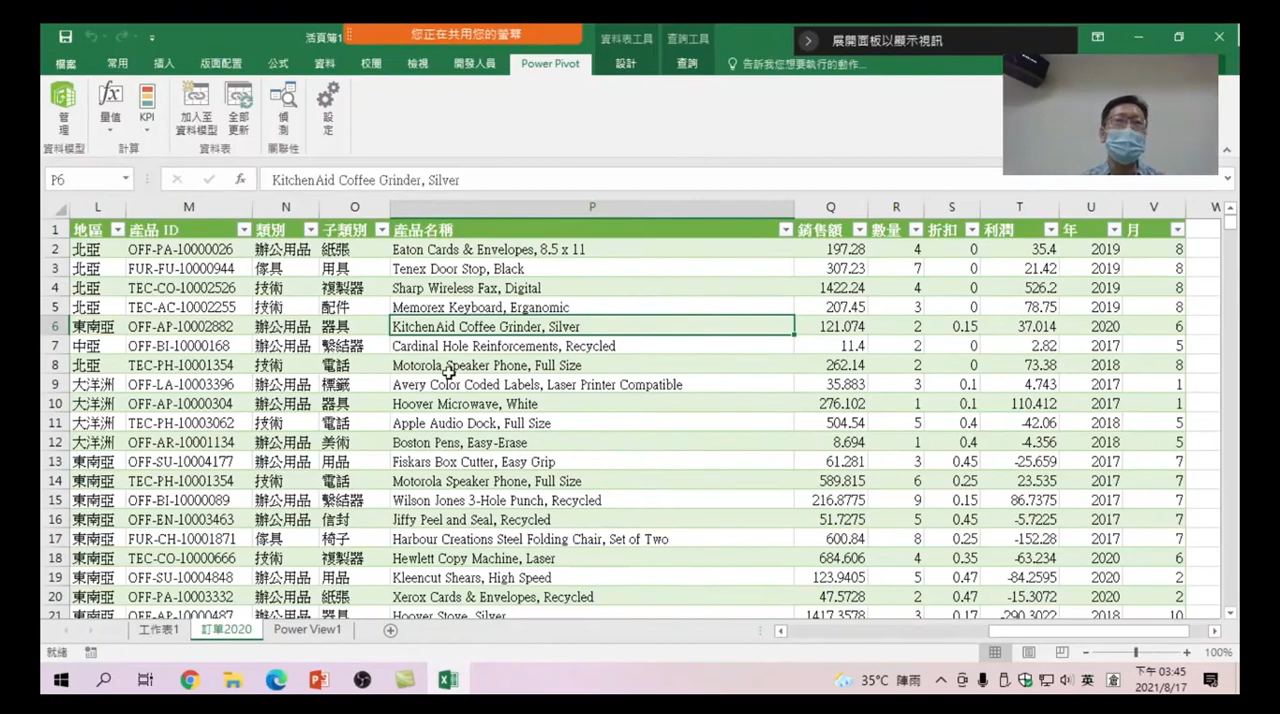 活頁簿1
您正在共用您的螢幕
資料表工具 查詢工具
展開面板以顯示視訊
檔案 常用 插入 版面配置 公式 資料 校閱 檢視 開發人員 Power Pivot 設計 查詢 告訴我您想要執行的動作...
管理 量值 KPI 加入至資料模型 全部更新 偵測 設定
資料模型 計算 資料表 關聯性
P6 fx KitchenAid Coffee Grinder, Silver
L M N O P Q R S T U V W
1 地區 產品 ID 類別 子類別 產品名稱 銷售額 數量 折扣 利潤 年 月
2 北亞 OFF-PA-10000026 辦公用品 紙張 Eaton Cards & Envelopes, 8.5 x 11 197.28 4 0 35.4 2019 8
3 北亞 FUR-FU-10000944 傢具 用具 Tenex Door Stop, Black 307.23 7 0 21.42 2019 8
4 北亞 TEC-CO-10002526 技術 複製器 Sharp Wireless Fax, Digital 1422.24 4 0 526.2 2019 8
5 北亞 TEC-AC-10002255 技術 配件 Memorex Keyboard, Erganomic 207.45 3 0 78.75 2019 8
6 東南亞 OFF-AP-10002882 辦公用品 器具 KitchenAid Coffee Grinder, Silver 121.074 2 0.15 37.014 2020 6
7 中亞 OFF-BI-10000168 辦公用品 繫結器 Cardinal Hole Reinforcements, Recycled 11.4 2 0 2.82 2017 5
8 北亞 TEC-PH-10001354 技術 電話 Motorola Speaker Phone, Full Size 262.14 2 0 73.38 2018 8
9 大洋洲 OFF-LA-10003396 辦公用品 標籤 Avery Color Coded Labels, Laser Printer Compatible 35.883 3 0.1 4.743 2017 1
10 大洋洲 OFF-AP-10000304 辦公用品 器具 Hoover Microwave, White 276.102 1 0.1 110.412 2017 1
11 大洋洲 TEC-PH-10003062 技術 電話 Apple Audio Dock, Full Size 504.54 5 0.4 -42.06 2018 5
12 大洋洲 OFF-AR-10001134 辦公用品 美術 Boston Pens, Easy-Erase 8.694 1 0.4 -4.356 2018 5
13 東南亞 OFF-SU-10004177 辦公用品 用品 Fiskars Box Cutter, Easy Grip 61.281 3 0.45 -25.659 2017 7
14 東南亞 TEC-PH-10001354 技術 電話 Motorola Speaker Phone, Full Size 589.815 6 0.25 23.535 2017 7
15 東南亞 OFF-BI-10000089 辦公用品 繫結器 Wilson Jones 3-Hole Punch, Recycled 216.8775 9 0.15 86.7375 2017 7
16 東南亞 OFF-EN-10003463 辦公用品 信封 Jiffy Peel and Seal, Recycled 51.7275 5 0.45 -5.7225 2017 7
17 東南亞 FUR-CH-10001871 傢具 椅子 Harbour Creations Steel Folding Chair, Set of Two 600.84 8 0.25 -152.28 2017 7
18 東南亞 TEC-CO-10000666 技術 複製器 Hewlett Copy Machine, Laser 684.606 4 0.35 -63.234 2020 6
19 東南亞 OFF-SU-10004848 辦公用品 用品 Kleencut Shears, High Speed 123.9405 5 0.47 -84.2595 2020 2
20 東南亞 OFF-PA-10003332 辦公用品 紙張 Xerox Cards & Envelopes, Recycled 47.5728 2 0.47 -15.3072 2020 2
21 東南亞 OFF-AP-10000487 辦公用品 器具 Hoover Stove, Silver 1417.3578 3 0.17 -290.3022 2018 10
工作表1 訂單2020 Power View1
就緒 100%
35°C 陣雨 英 下午 03:45
2021/8/17